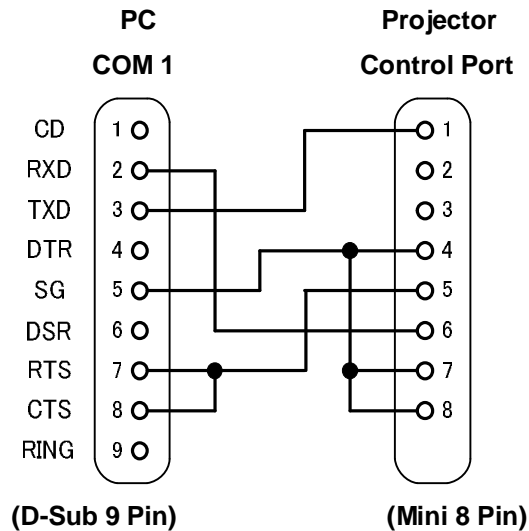 PC Projector
COM 1 Control Port
CD 1 1
RXD 2 2
TXD 3 3
DTR 4 4
SG 5 5
DSR 6 6
RTS 7 7
CTS 8 8
RING 9
(D-Sub 9 Pin) (Mini 8 Pin)